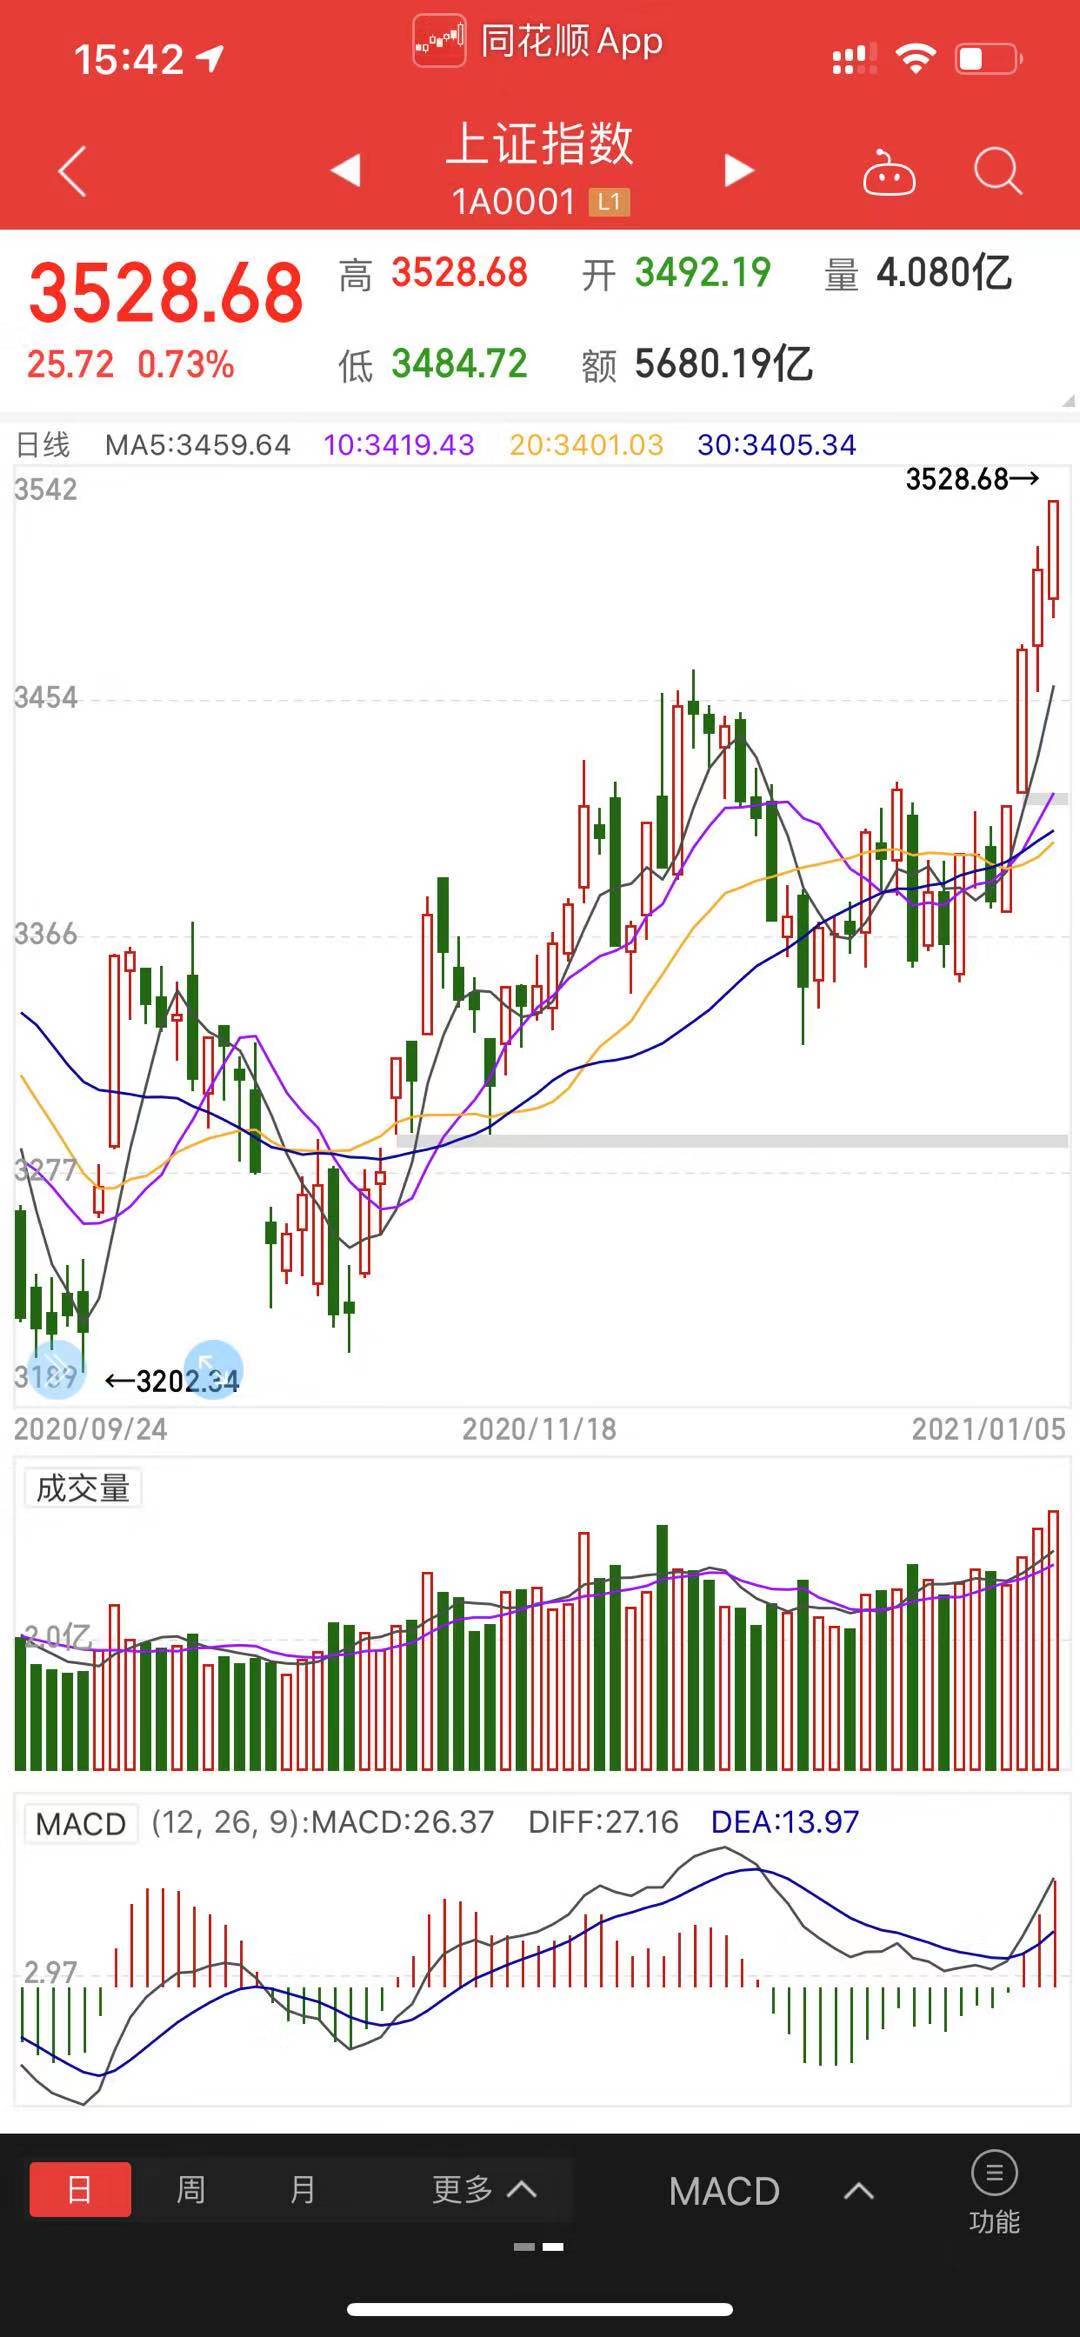 15:42
同花顺App
上证指数
1A0001 L1
3528.68
高 3528.68 开 3492.19 量 4.080亿
25.72 0.73%
低 3484.72 额 5680.19亿
日线 MA5:3459.64 10:3419.43 20:3401.03 30:3405.34
3542
3528.68→
3454
3366
3277
3189
←3202.34
2020/09/24 2020/11/18 2021/01/05
成交量
2.0亿
MACD (12, 26, 9):MACD:26.37 DIFF:27.16 DEA:13.97
2.97
日 周 月 更多 MACD
功能